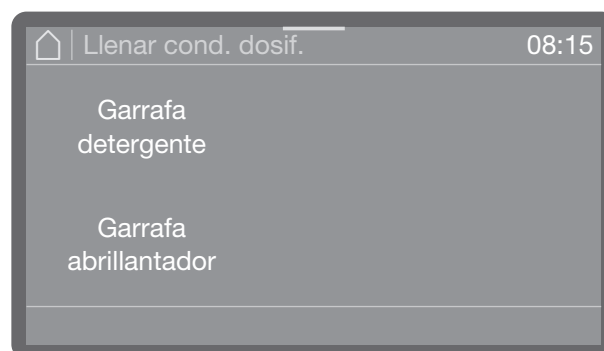 Llenar cond. dosif. 08:15
Garrafa
detergente
Garrafa
abrillantador